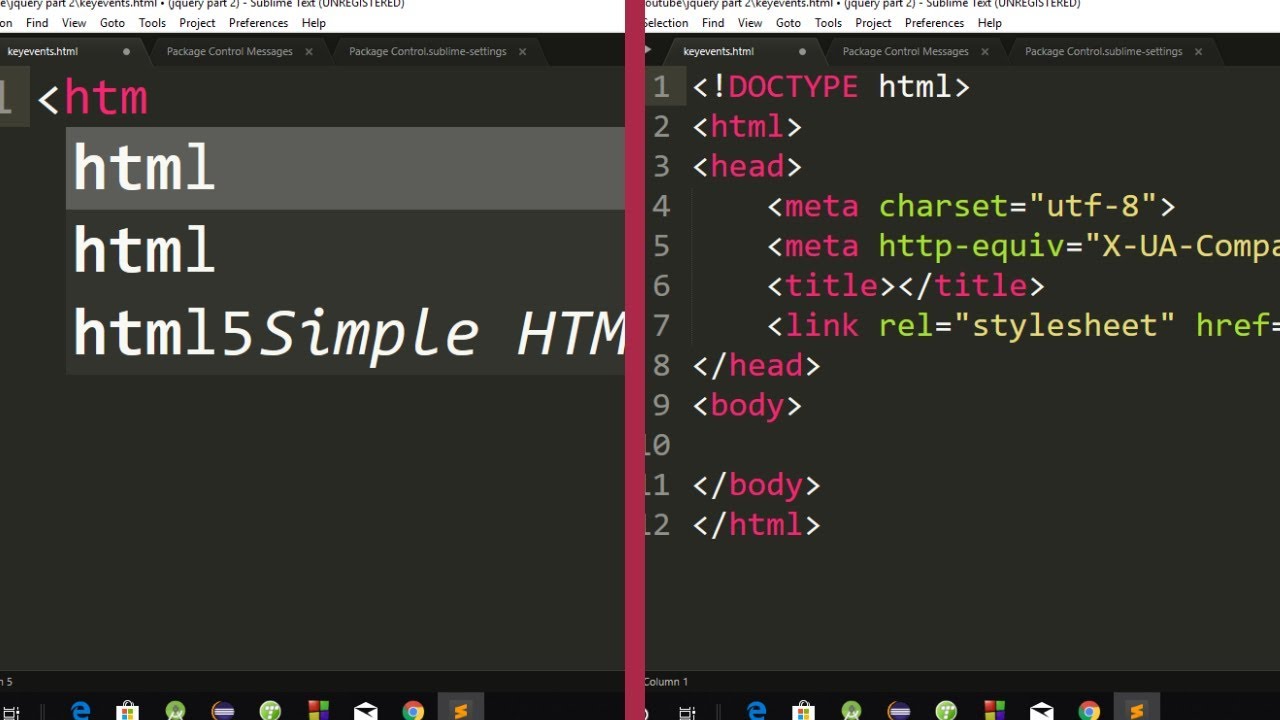 e\jquery part 2\keyevents.html • (jquery part 2) - Sublime Text (UNREGISTERED)
on Find View Goto Tools Project Preferences Help
keyevents.html Package Control Messages Package Control.sublime-settings
1 <htm
html
html
html5Simple HTM
n 5
outube\jquery part 2\keyevents.html • (jquery part 2) - Sublime Text (UNREGISTERED)
Selection Find View Goto Tools Project Preferences Help
keyevents.html Package Control Messages Package Control.sublime-settings
1 <!DOCTYPE html>
2 <html>
3 <head>
4 <meta charset="utf-8">
5 <meta http-equiv="X-UA-Compa
6 <title></title>
7 <link rel="stylesheet" href=
8 </head>
9 <body>
10
11 </body>
12 </html>
Column 1